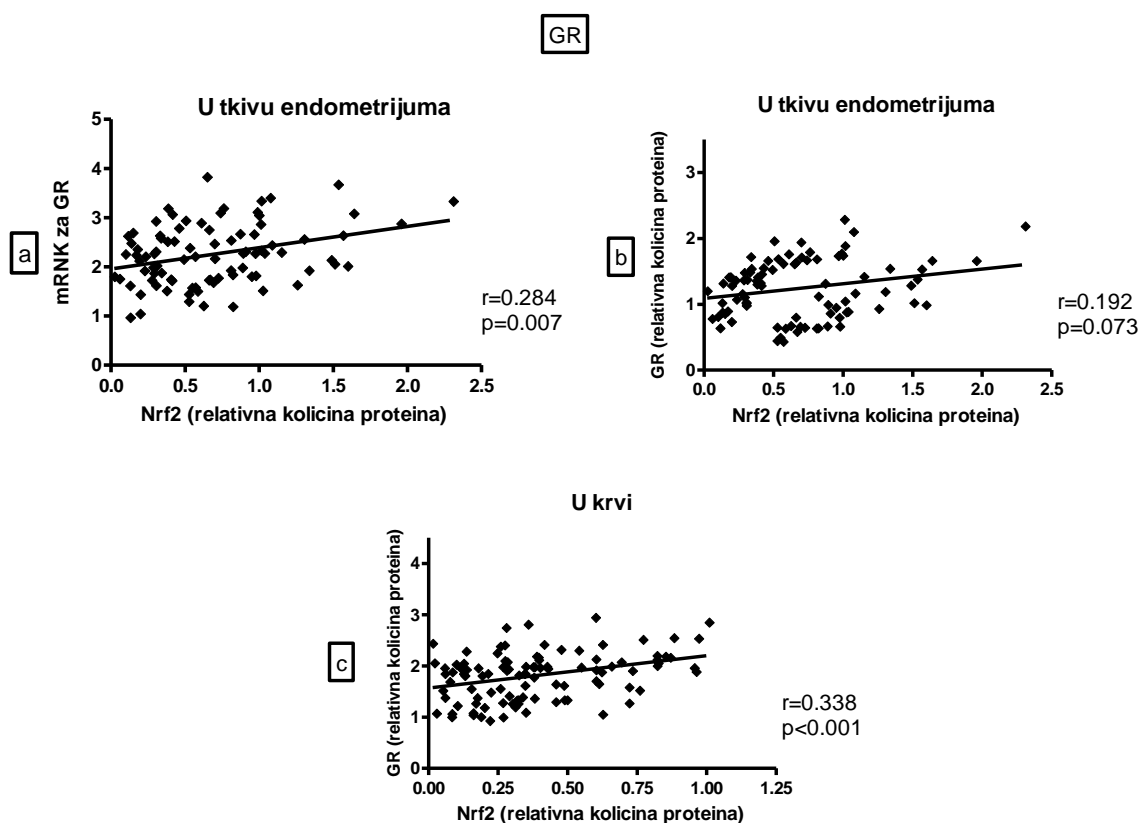 GR
U tkivu endometrijuma
5
4
3
2
1
0
mRNK za GR
a
0.0 0.5 1.0 1.5 2.0 2.5
Nrf2 (relativna kolicina proteina)
r=0.284
p=0.007
U tkivu endometrijuma
3
2
1
0
GR (relativna kolicina proteina)
b
0.0 0.5 1.0 1.5 2.0 2.5
Nrf2 (relativna kolicina proteina)
r=0.192
p=0.073
U krvi
4
3
2
1
0
GR (relativna kolicina proteina)
c
0.00 0.25 0.50 0.75 1.00 1.25
Nrf2 (relativna kolicina proteina)
r=0.338
p<0.001